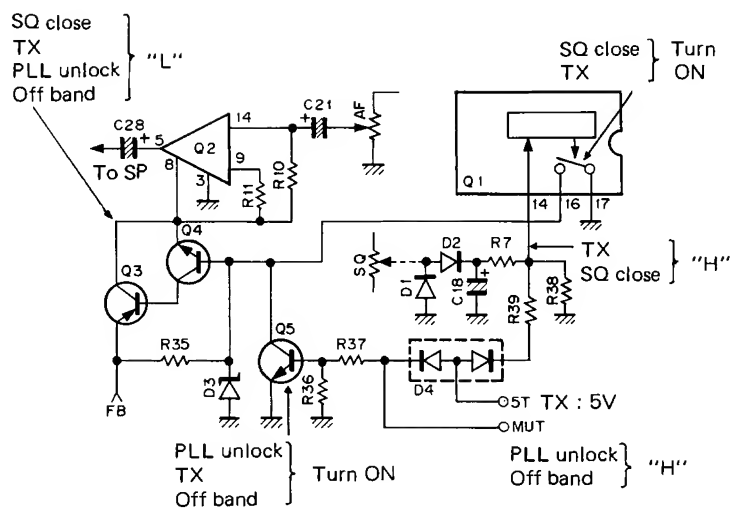 SQ close
TX
PLL unlock
Off band
"L"
SQ close
TX
Turn
ON
C28
+
5
Q2
14
9
8
3
+
C21
AF
To SP
R11
R10
Q1
14
16
17
Q4
Q3
SQ
D2
R7
TX
SQ close
"H"
D1
C18
+
R39
R38
R35
D3
Q5
R37
R36
D4
FB
5T
TX : 5V
MUT
PLL unlock
TX
Off band
Turn ON
PLL unlock
Off band
"H"